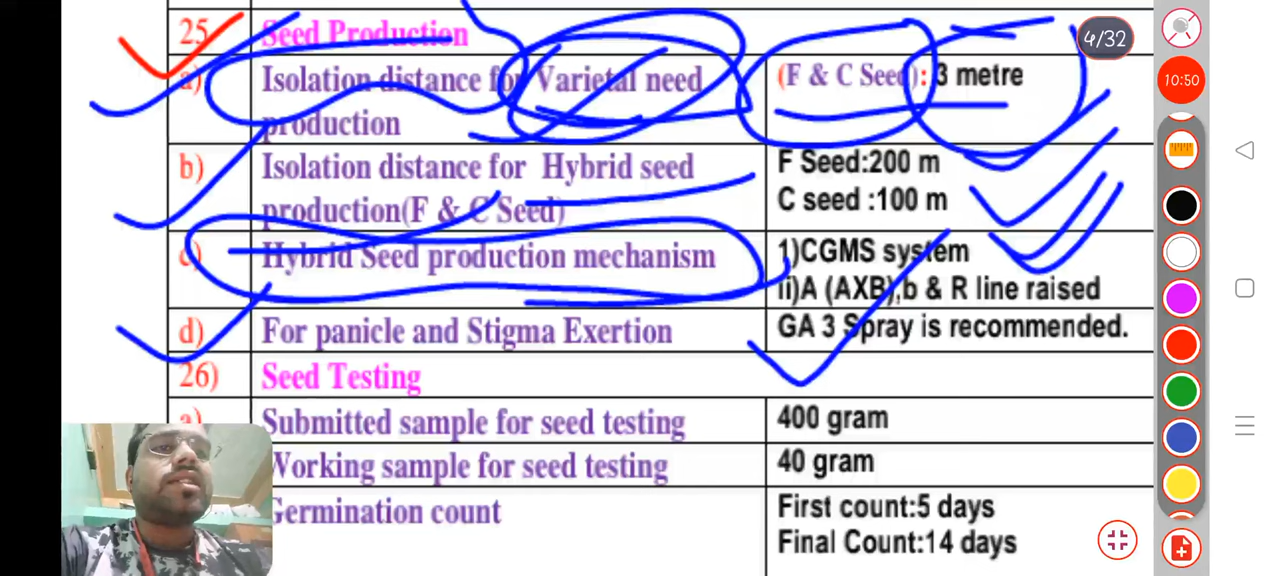 25 Seed Production
4/32
a) Isolation distance for Varietal need (F & C Seed): 3 metre
production
10:50
b) Isolation distance for Hybrid seed F Seed:200 m
production(F & C Seed) C seed :100 m
c) Hybrid Seed production mechanism 1)CGMS system
Ii)A (AXB),b & R line raised
d) For panicle and Stigma Exertion GA 3 Spray is recommended.
26) Seed Testing
a) Submitted sample for seed testing 400 gram
Working sample for seed testing 40 gram
Germination count First count:5 days
Final Count:14 days